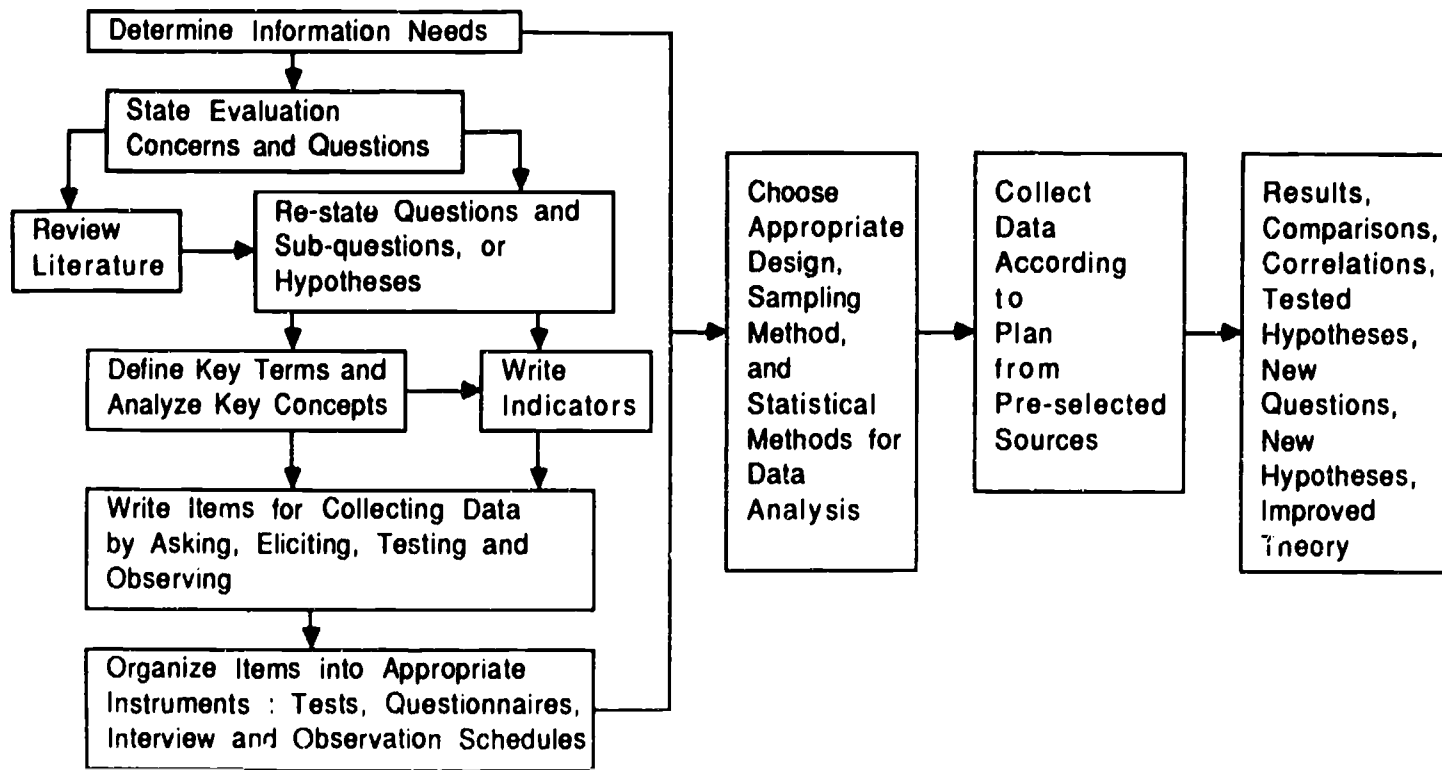 Determine Information Needs
State Evaluation
Concerns and Questions
Review
Literature
Re-state Questions and
Sub-questions, or
Hypotheses
Define Key Terms and
Analyze Key Concepts
Write
Indicators
Write Items for Collecting Data
by Asking, Eliciting, Testing and
Observing
Organize Items into Appropriate
Instruments : Tests, Questionnaires,
Interview and Observation Schedules
Choose
Appropriate
Design,
Sampling
Method,
and
Statistical
Methods for
Data
Analysis
Collect
Data
According
to
Plan
from
Pre-selected
Sources
Results,
Comparisons,
Correlations,
Tested
Hypotheses,
New
Questions,
New
Hypotheses,
Improved
Theory